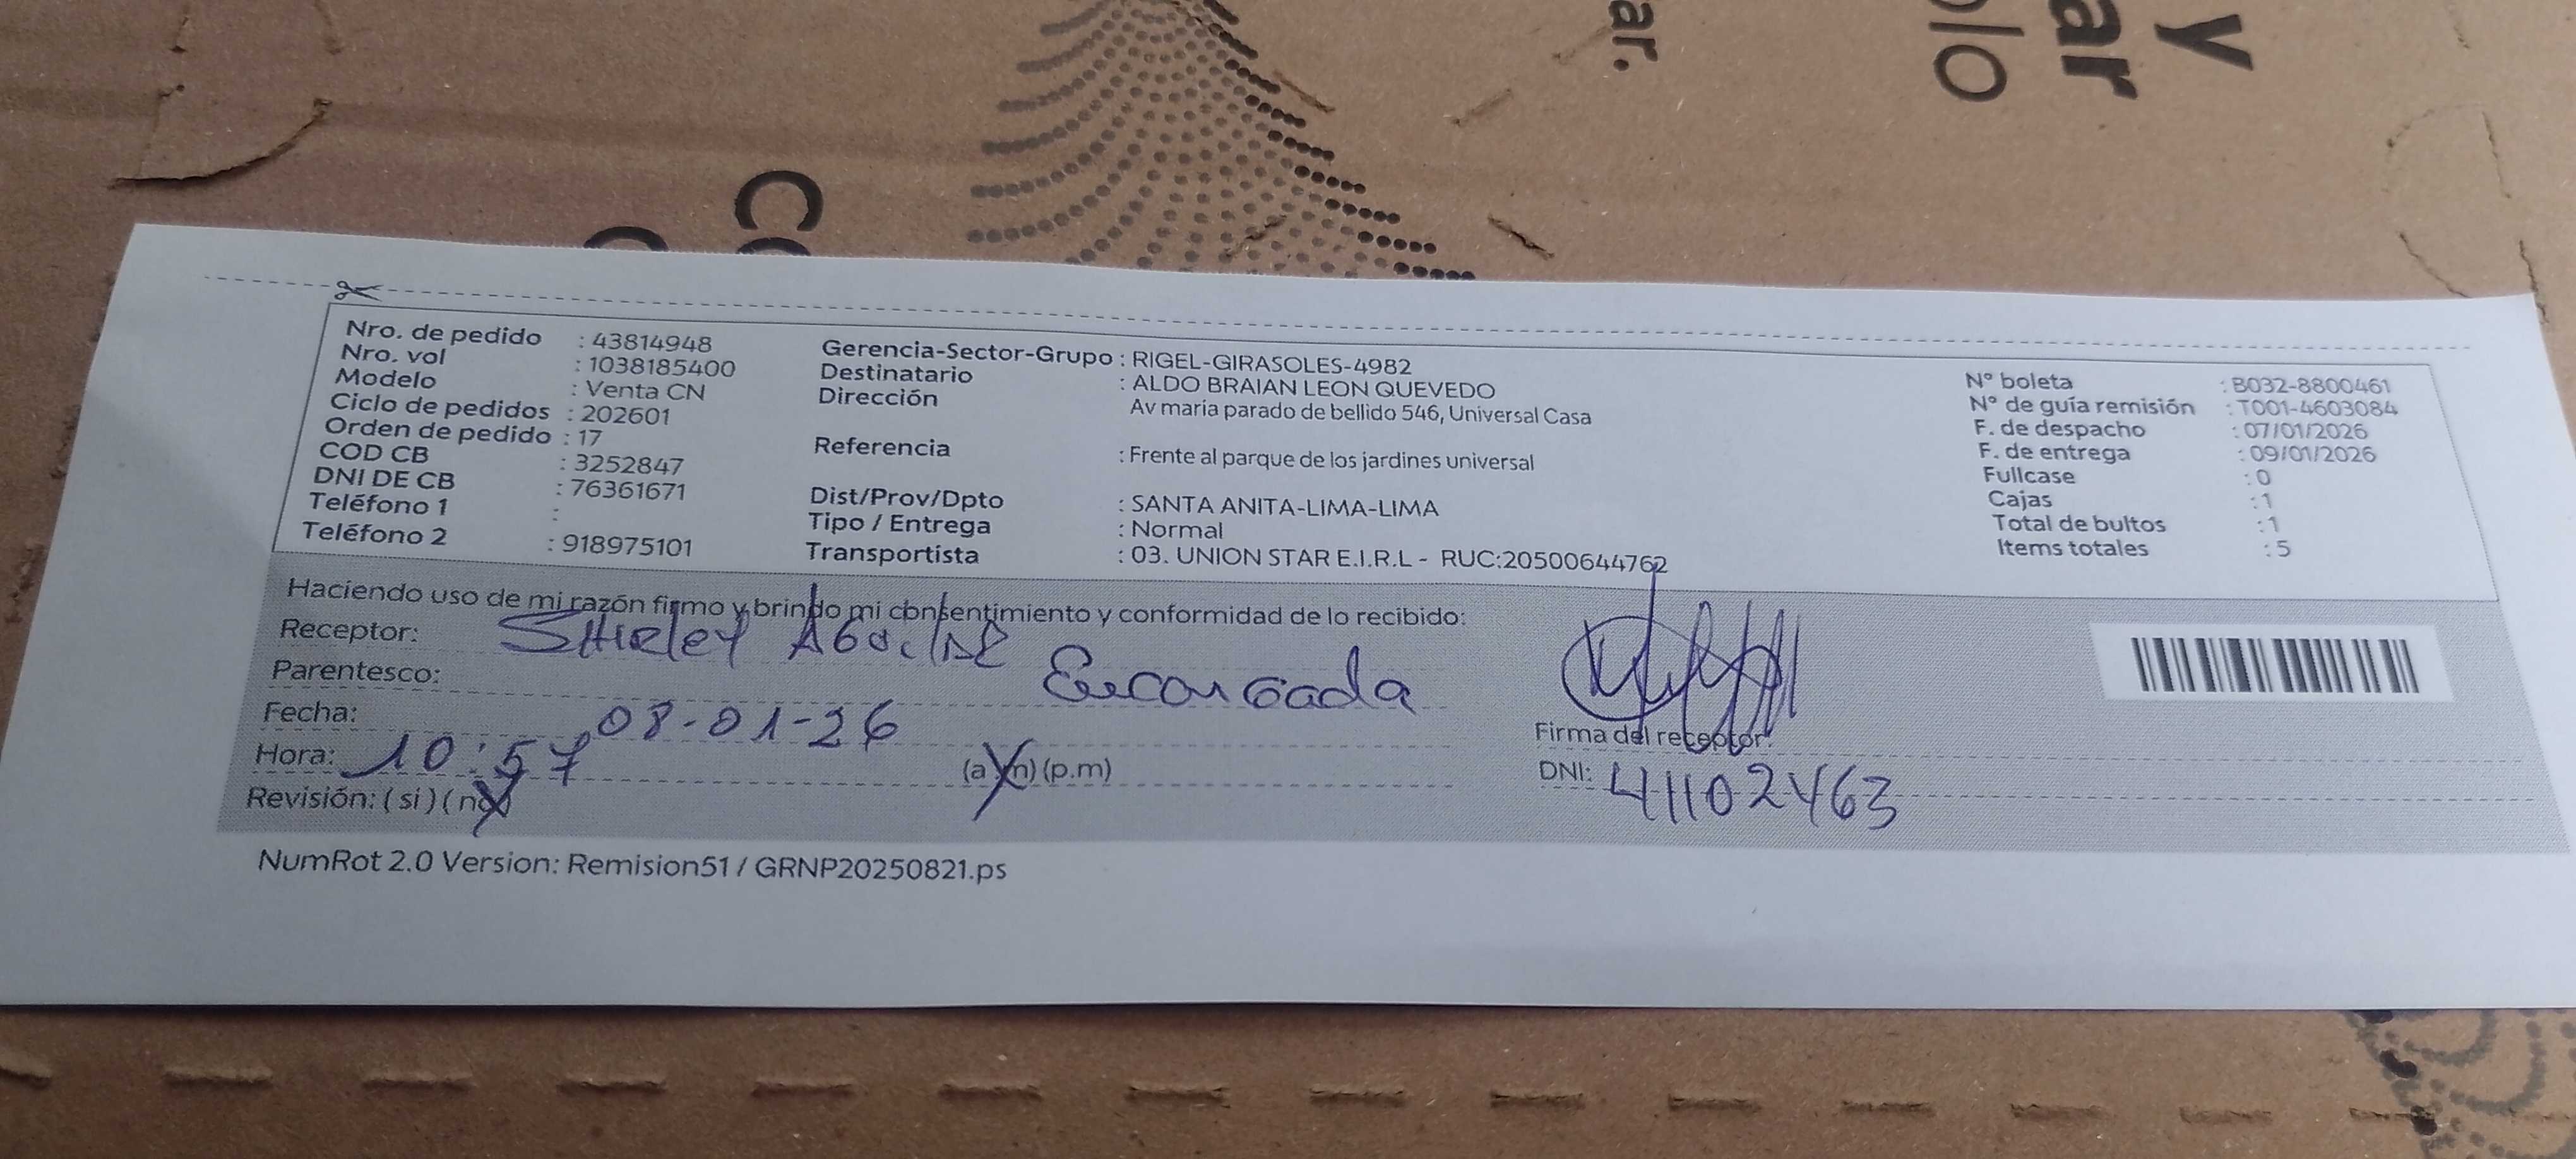 y
ar
olo
ar.
Co
Nro. de pedido : 43814948
Nro. vol : 1038185400
Modelo : Venta CN
Ciclo de pedidos : 202601
Orden de pedido : 17
COD CB : 3252847
DNI DE CB : 76361671
Teléfono 1 :
Teléfono 2 : 918975101
Gerencia-Sector-Grupo : RIGEL-GIRASOLES-4982
Destinatario : ALDO BRAIAN LEON QUEVEDO
Dirección Av maria parado de bellido 546, Universal Casa
Referencia : Frente al parque de los jardines universal
Dist/Prov/Dpto : SANTA ANITA-LIMA-LIMA
Tipo / Entrega : Normal
Transportista : 03. UNION STAR E.I.R.L - RUC:20500644762
N° boleta : B032-8800461
N° de guía remisión : T001-4603084
F. de despacho : 07/01/2026
F. de entrega : 09/01/2026
Fullcase : 0
Cajas : 1
Total de bultos : 1
Items totales : 5
Haciendo uso de mi razón firmo y brindo mi consentimiento y conformidad de lo recibido:
Receptor: SHIRLEY
Parentesco: Encargada
Fecha: 08-01-26
Hora: 10:57 (a.m) (p.m)
Revisión: (si) (no)
Firma del receptor:
DNI: 41102463
NumRot 2.0 Version: Remision51 / GRNP20250821.ps